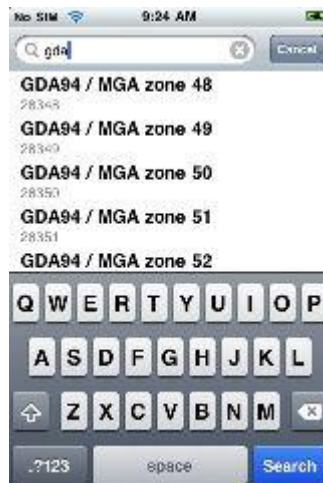 No SIM 9:24 AM
gda
Cancel
GDA94 / MGA zone 48
28348
GDA94 / MGA zone 49
28349
GDA94 / MGA zone 50
28350
GDA94 / MGA zone 51
28351
GDA94 / MGA zone 52
Q W E R T Y U I O P
A S D F G H J K L
Z X C V B N M
.?123 space Search